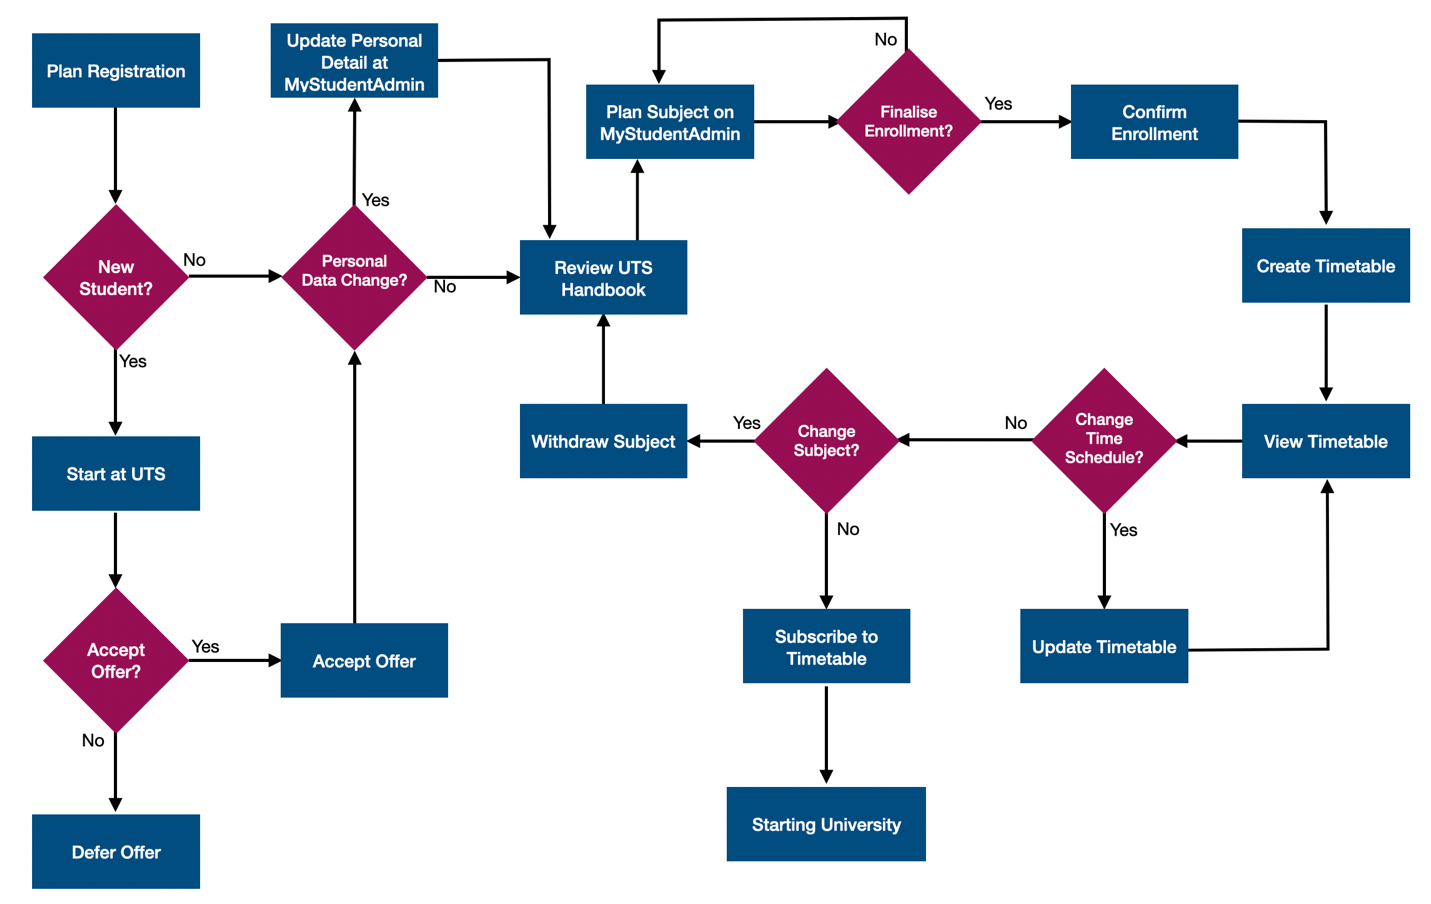 Plan Registration
New
Student?
No
Yes
Start at UTS
Accept
Offer?
Yes
No
Defer Offer
Accept Offer
Update Personal
Detail at
MyStudentAdmin
Yes
Personal
Data Change?
No
Review UTS
Handbook
Plan Subject on
MyStudentAdmin
No
Finalise
Enrollment?
Yes
Confirm
Enrollment
Create Timetable
View Timetable
Change
Time
Schedule?
No
Yes
Update Timetable
Change
Subject?
Yes
Withdraw Subject
No
Subscribe to
Timetable
Starting University